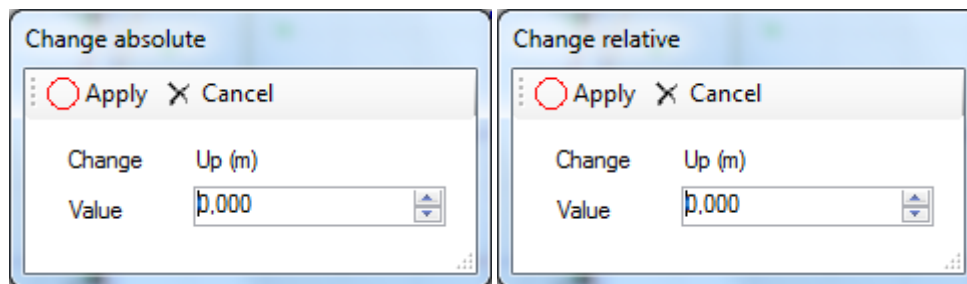 Change absolute
Apply Cancel
Change Up (m)
Value 0,000
Change relative
Apply Cancel
Change Up (m)
Value 0,000